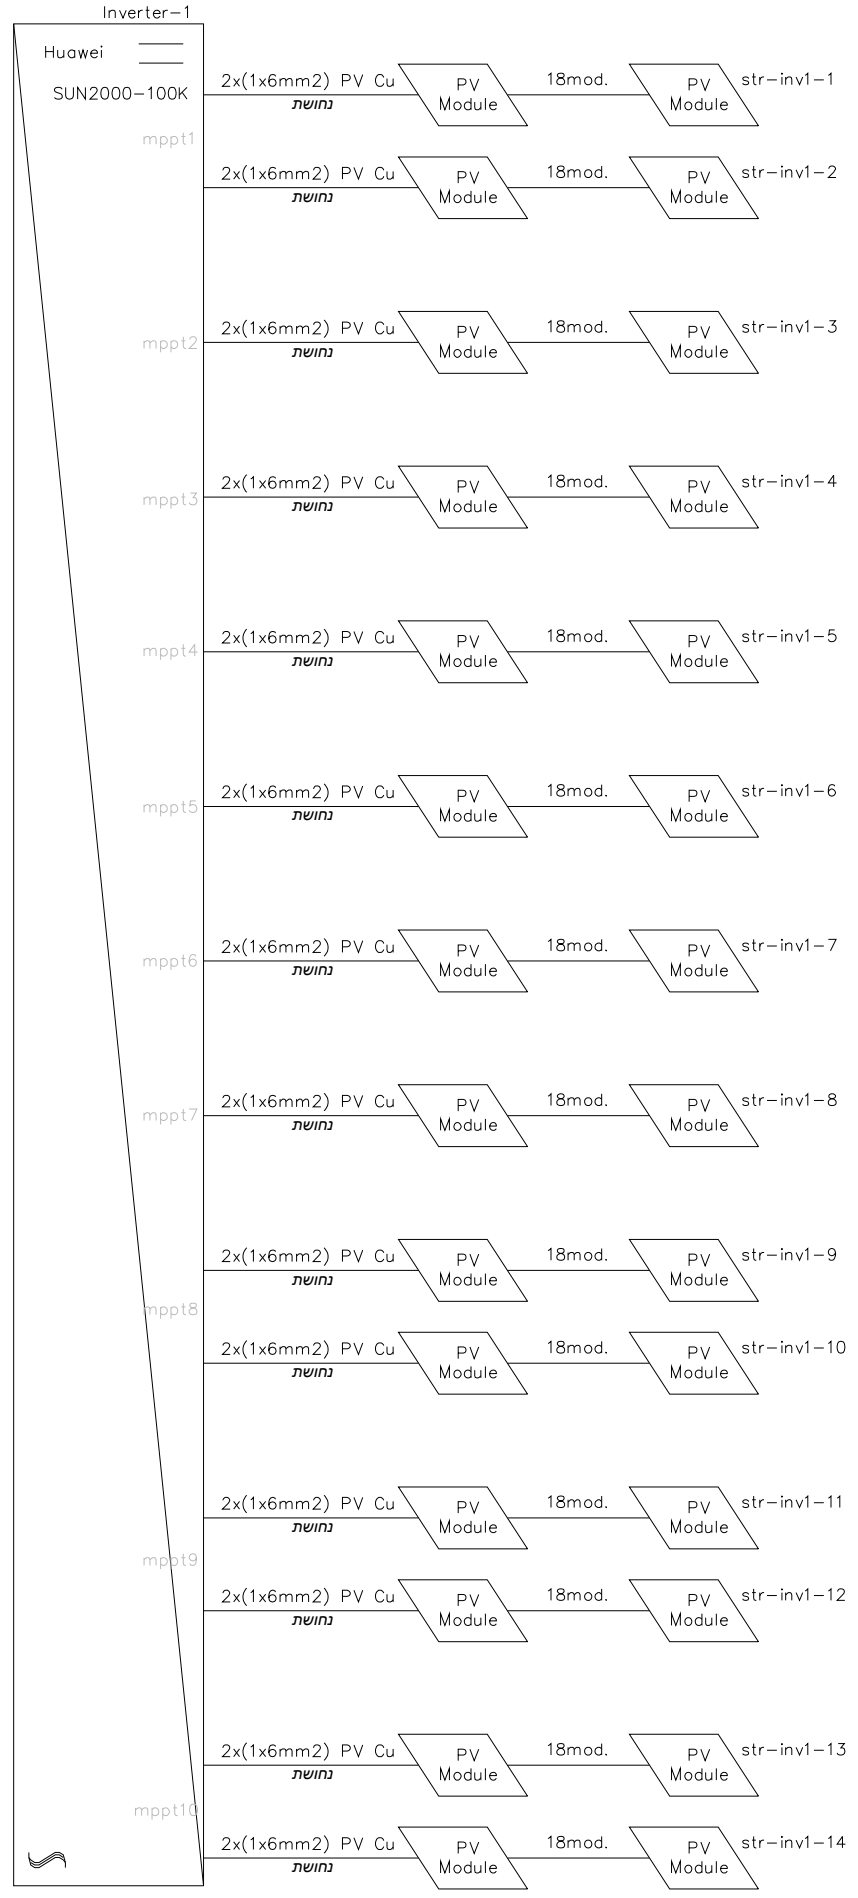 Inverter-1
Huawei
SUN2000-100K
2x(1x6mm2) PV Cu
נחושת
PV
Module
18mod.
PV
Module
str-inv1-1
mppt1
2x(1x6mm2) PV Cu
נחושת
PV
Module
18mod.
PV
Module
str-inv1-2
mppt2
2x(1x6mm2) PV Cu
נחושת
PV
Module
18mod.
PV
Module
str-inv1-3
mppt3
2x(1x6mm2) PV Cu
נחושת
PV
Module
18mod.
PV
Module
str-inv1-4
mppt4
2x(1x6mm2) PV Cu
נחושת
PV
Module
18mod.
PV
Module
str-inv1-5
mppt5
2x(1x6mm2) PV Cu
נחושת
PV
Module
18mod.
PV
Module
str-inv1-6
mppt6
2x(1x6mm2) PV Cu
נחושת
PV
Module
18mod.
PV
Module
str-inv1-7
mppt7
2x(1x6mm2) PV Cu
נחושת
PV
Module
18mod.
PV
Module
str-inv1-8
2x(1x6mm2) PV Cu
נחושת
PV
Module
18mod.
PV
Module
str-inv1-9
mppt8
2x(1x6mm2) PV Cu
נחושת
PV
Module
18mod.
PV
Module
str-inv1-10
2x(1x6mm2) PV Cu
נחושת
PV
Module
18mod.
PV
Module
str-inv1-11
mppt9
2x(1x6mm2) PV Cu
נחושת
PV
Module
18mod.
PV
Module
str-inv1-12
2x(1x6mm2) PV Cu
נחושת
PV
Module
18mod.
PV
Module
str-inv1-13
mppt10
2x(1x6mm2) PV Cu
נחושת
PV
Module
18mod.
PV
Module
str-inv1-14